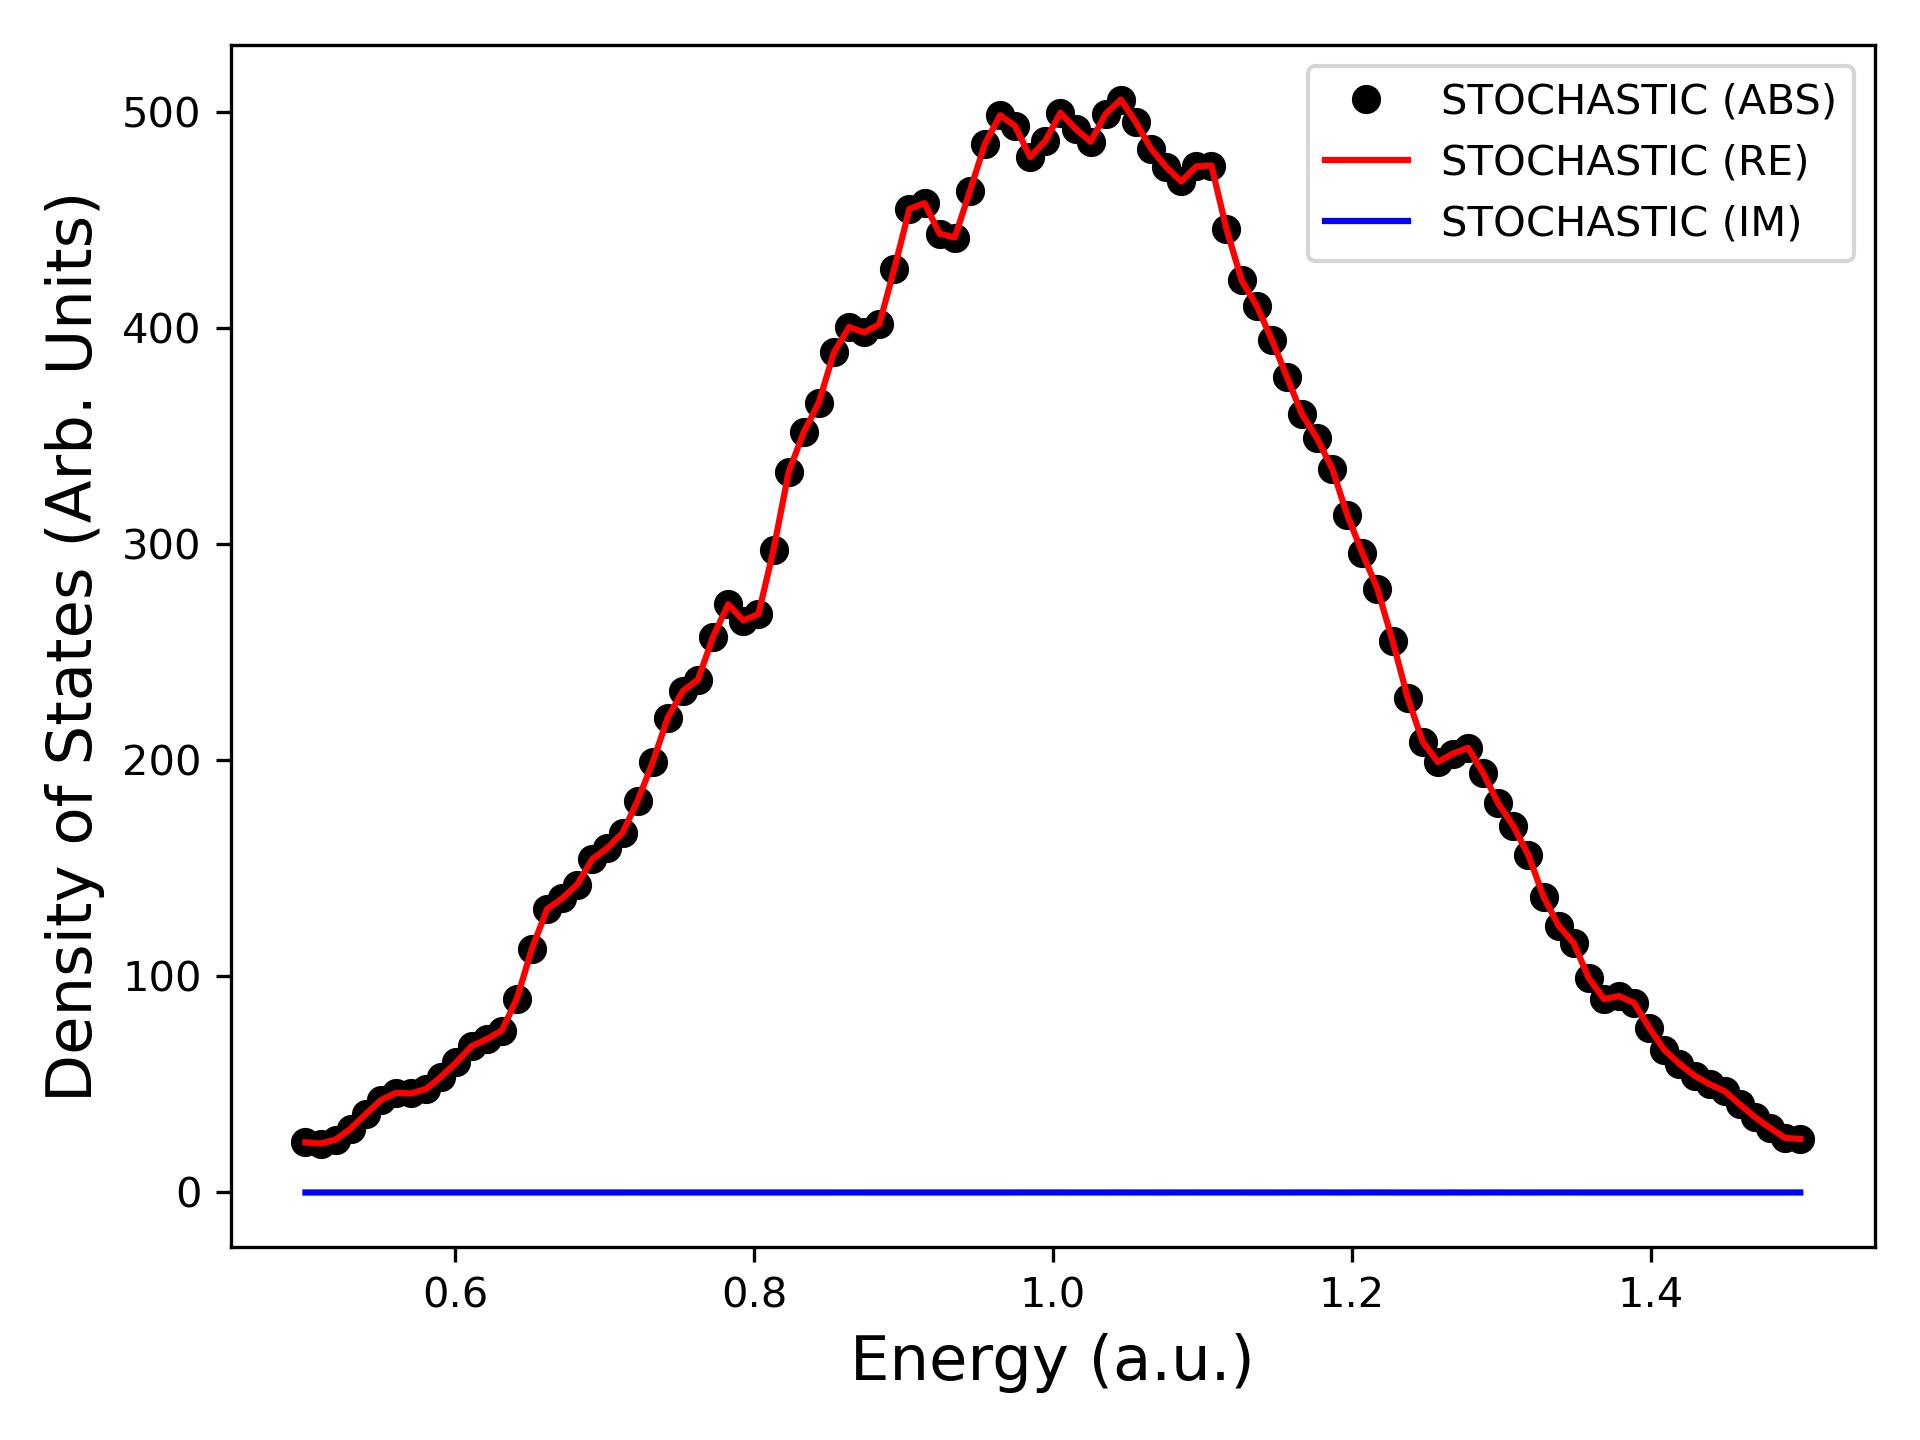 STOCHASTIC (ABS)
STOCHASTIC (RE)
STOCHASTIC (IM)
Density of States (Arb. Units)
500
400
300
200
100
0
0.6 0.8 1.0 1.2 1.4
Energy (a.u.)